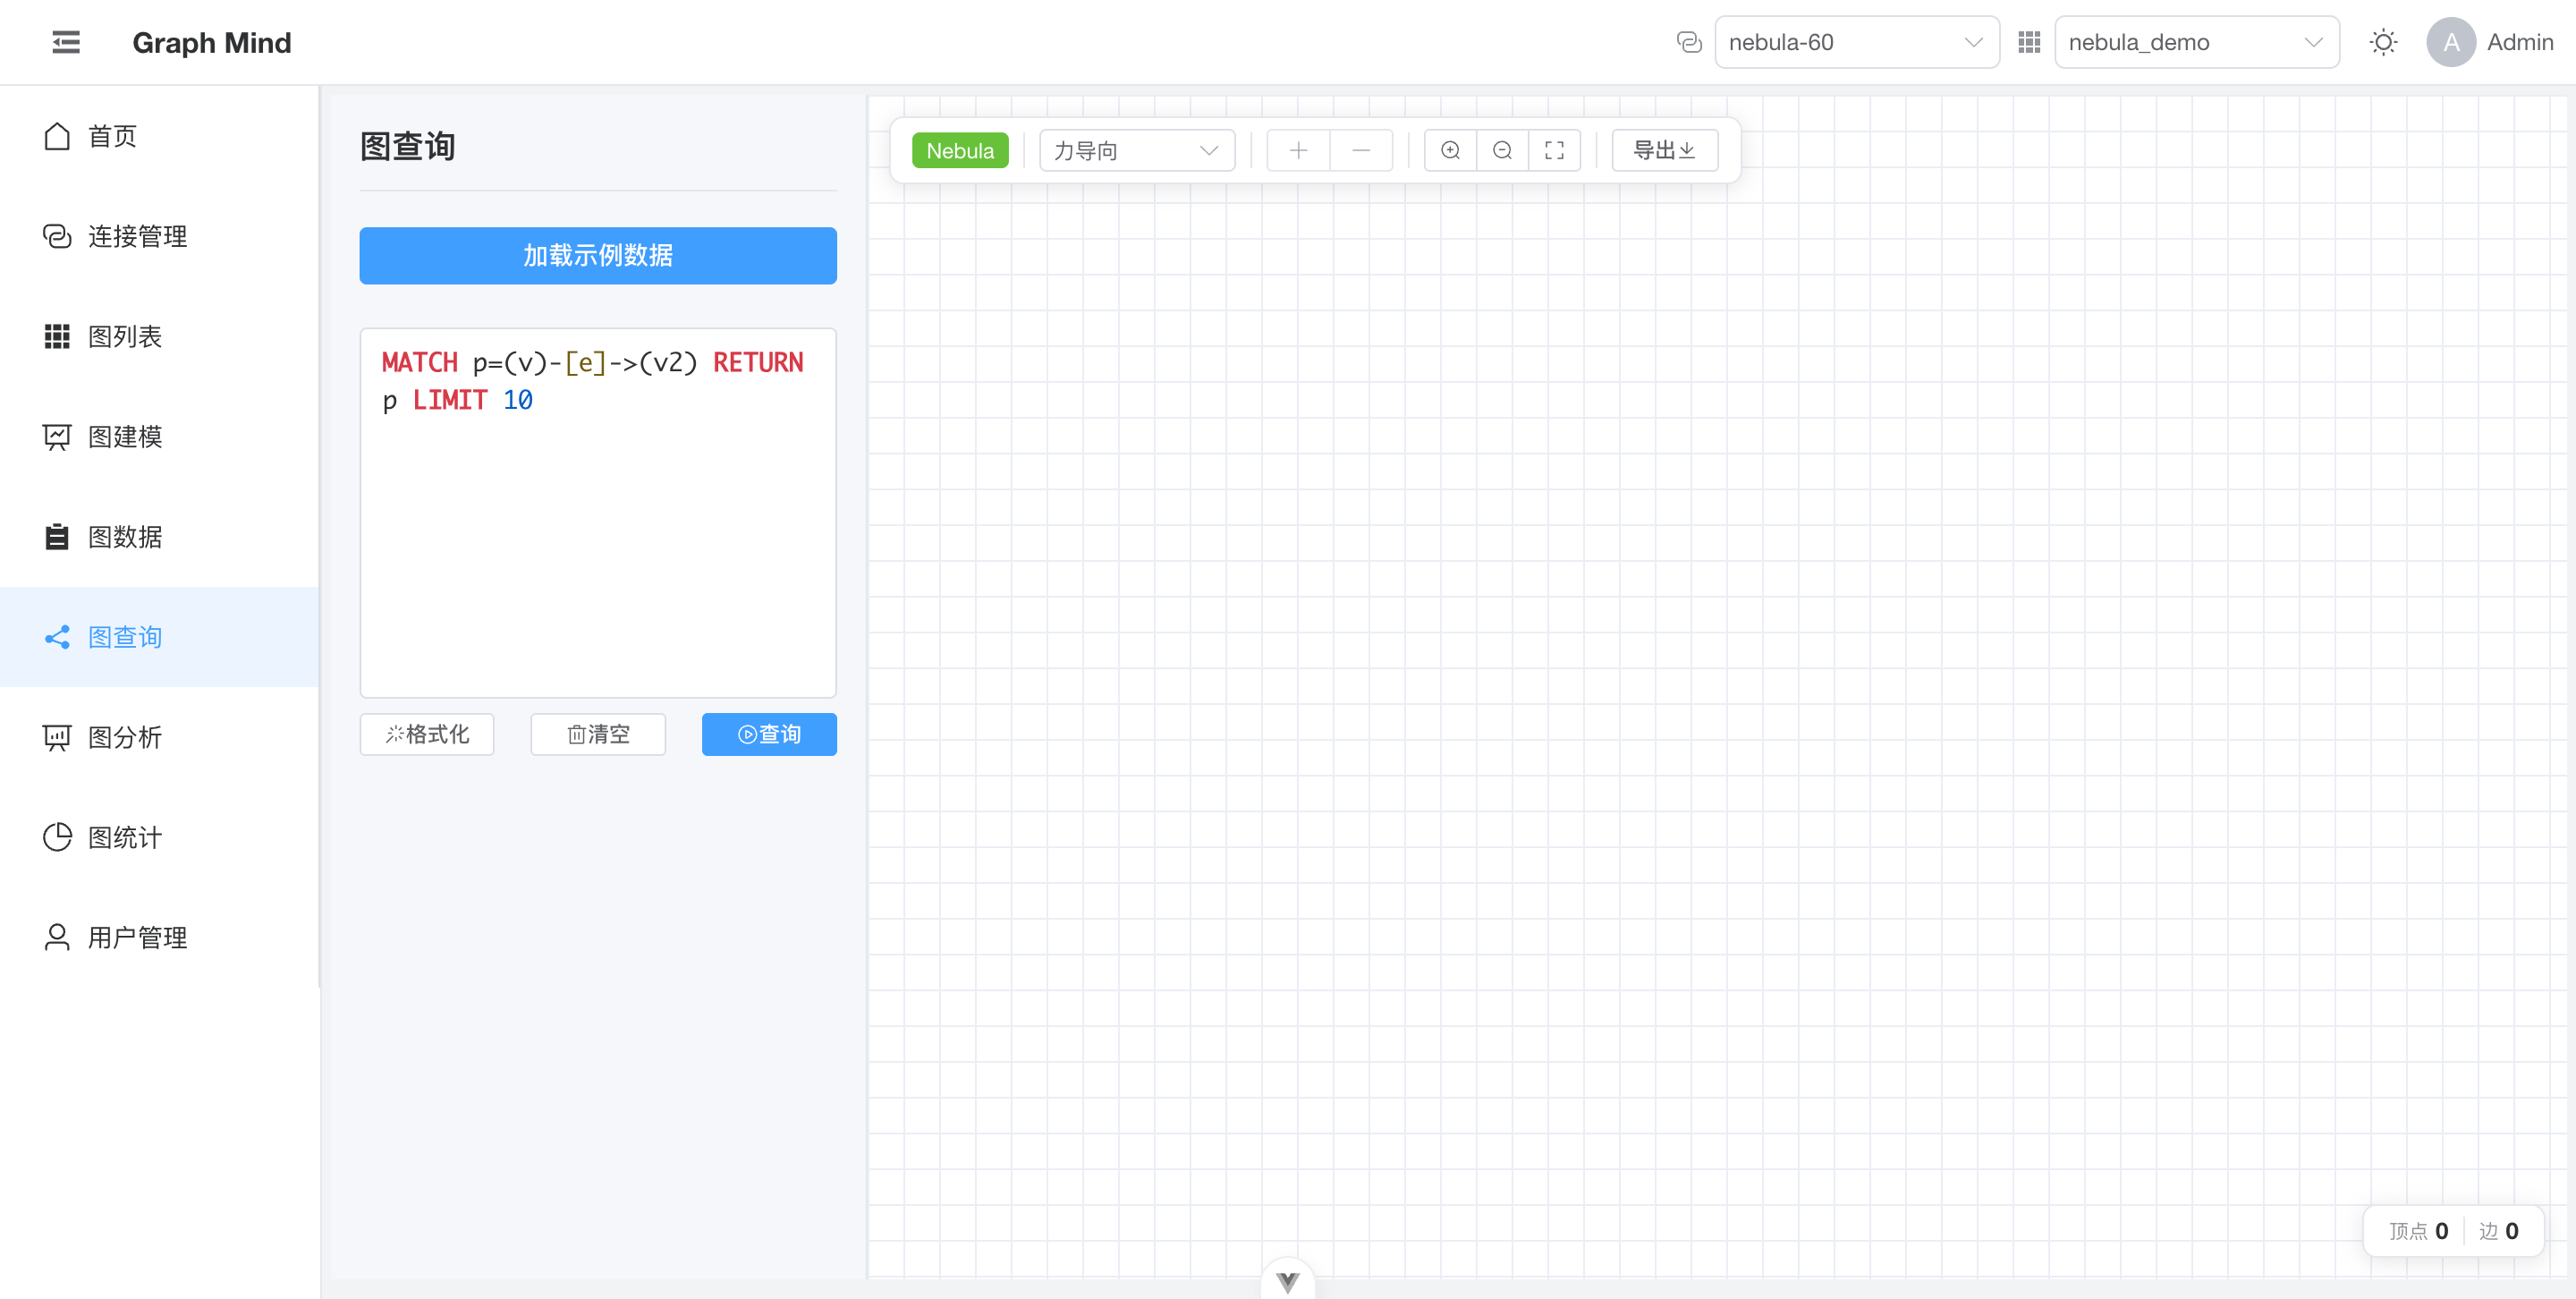 Graph Mind
nebula-60
nebula_demo
A
Admin
首页
连接管理
图列表
图建模
图数据
图查询
图分析
图统计
用户管理
图查询
加载示例数据
MATCH p=(v)-[e]->(v2) RETURN
p LIMIT 10
格式化
清空
查询
Nebula
力导向
导出
顶点 0
边 0